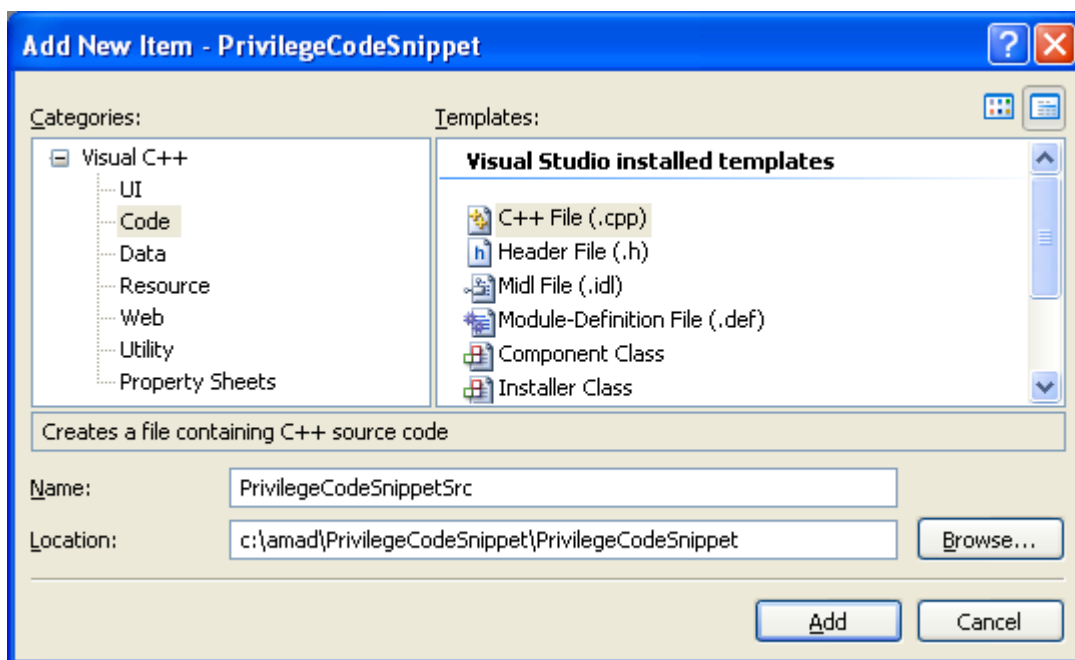 Add New Item - PrivilegeCodeSnippet
Categories:
Templates:
Visual C++
UI
Code
Data
Resource
Web
Utility
Property Sheets
Visual Studio installed templates
C++ File (.cpp)
Header File (.h)
Midl File (.idl)
Module-Definition File (.def)
Component Class
Installer Class
Creates a file containing C++ source code
Name: PrivilegeCodeSnippetSrc
Location: c:\amad\PrivilegeCodeSnippet\PrivilegeCodeSnippet Browse...
Add Cancel